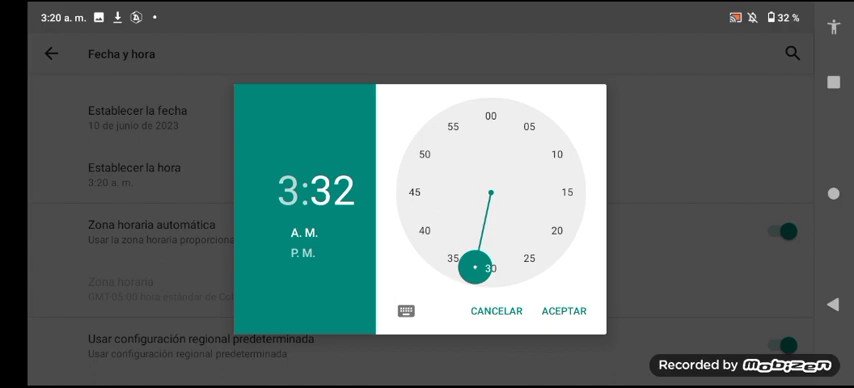 3:20 a. m.
32 %
Fecha y hora
Establecer la fecha
10 de junio de 2023
Establecer la hora
3:20 a. m.
Zona horaria automática
Usar la zona horaria proporciona
Zona horaria
GMT-05:00 hora estándar de Col
Usar configuración regional predeterminada
Usar configuración regional predeterminada
3:32
A. M.
P. M.
00
55
05
50
10
45
15
40
20
35
25
30
CANCELAR
ACEPTAR
Recorded by Mobizen